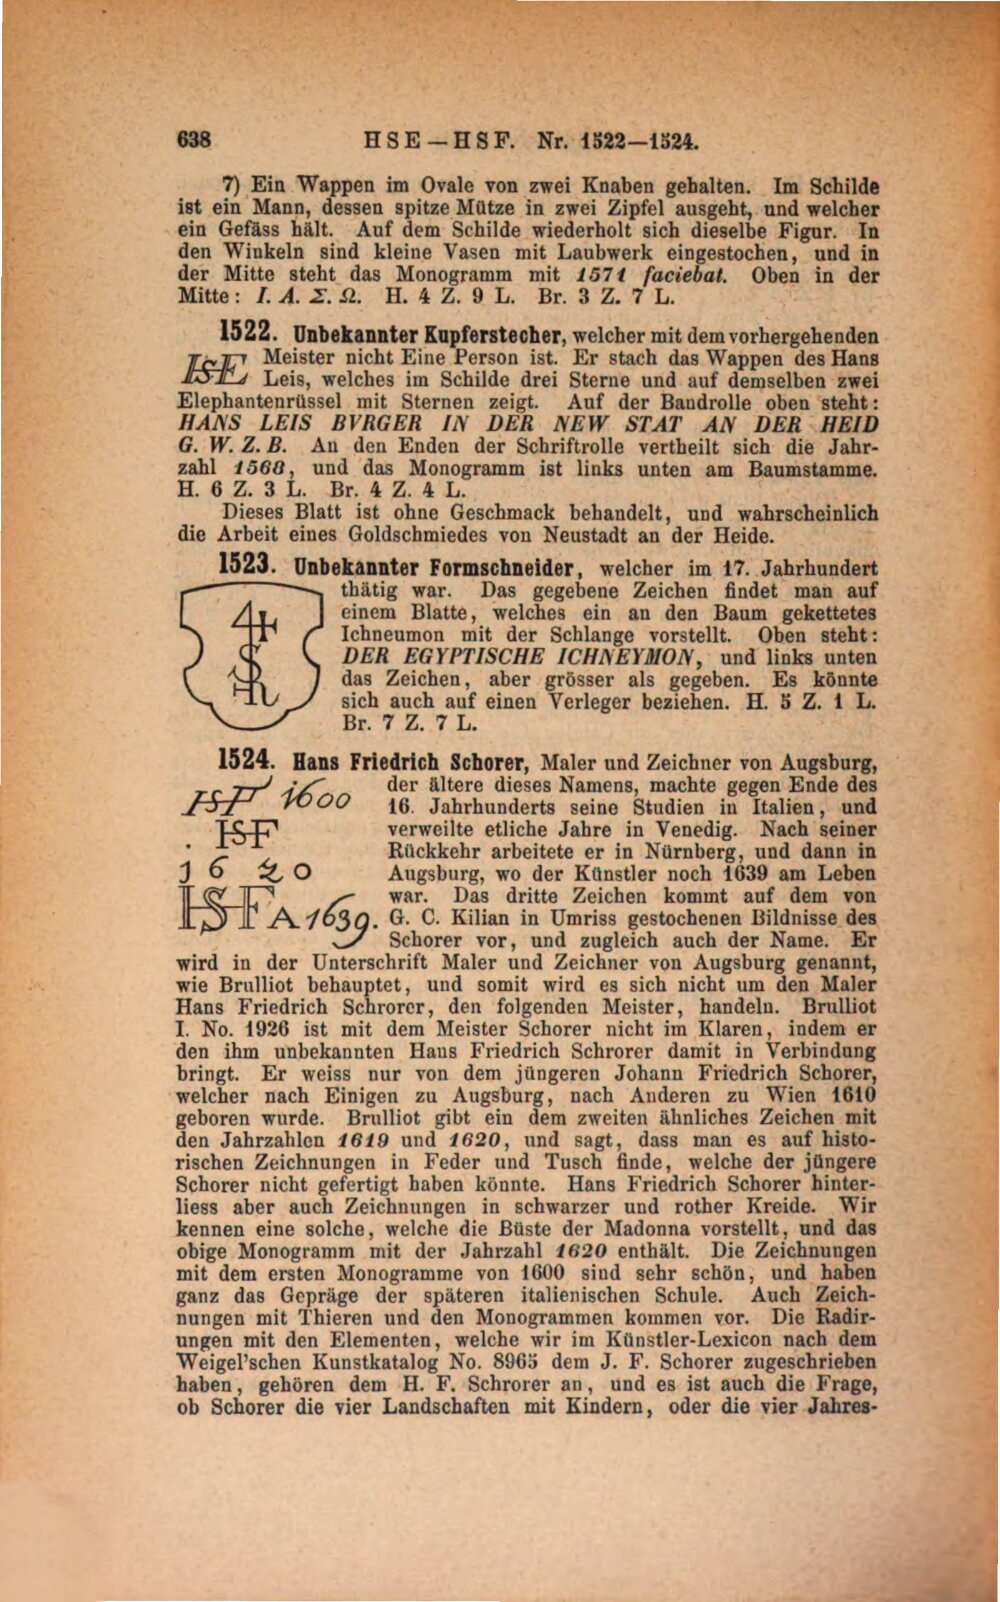 638 HSE — HSF. Nr. 1522—1524.
7) Ein Wappen im Ovale von zwei Knaben gehalten. Im Schilde
ist ein Mann, dessen spitze Mütze in zwei Zipfel ausgeht, und welcher
ein Gefäss hält. Auf dem Schilde wiederholt sich dieselbe Figur. In
den Winkeln sind kleine Vasen mit Laubwerk eingestochen, und in
der Mitte steht das Monogramm mit 1571 faciebat. Oben in der
Mitte: I. A. Σ. Ω. H. 4 Z. 9 L. Br. 3 Z. 7 L.
1522. Unbekannter Kupferstecher, welcher mit dem vorhergehenden
HSE Meister nicht Eine Person ist. Er stach das Wappen des Hans
Leis, welches im Schilde drei Sterne und auf demselben zwei
Elephantenrüssel mit Sternen zeigt. Auf der Bandrolle oben steht:
HANS LEIS BVRGER IN DER NEW STAT AN DER HEID
G. W. Z. B. An den Enden der Schriftrolle vertheilt sich die Jahr-
zahl 1568, und das Monogramm ist links unten am Baumstamme.
H. 6 Z. 3 L. Br. 4 Z. 4 L.
Dieses Blatt ist ohne Geschmack behandelt, und wahrscheinlich
die Arbeit eines Goldschmiedes von Neustadt an der Heide.
1523. Unbekannter Formschneider, welcher im 17. Jahrhundert
thätig war. Das gegebene Zeichen findet man auf
einem Blatte, welches ein an den Baum gekettetes
Ichneumon mit der Schlange vorstellt. Oben steht:
DER EGYPTISCHE ICHNEYMON, und links unten
das Zeichen, aber grösser als gegeben. Es könnte
sich auch auf einen Verleger beziehen. H. 5 Z. 1 L.
Br. 7 Z. 7 L.
1524. Hans Friedrich Schorer, Maler und Zeichner von Augsburg,
HSF 1600 der ältere dieses Namens, machte gegen Ende des
16. Jahrhunderts seine Studien in Italien, und
. HSF verweilte etliche Jahre in Venedig. Nach seiner
Rückkehr arbeitete er in Nürnberg, und dann in
1620 Augsburg, wo der Künstler noch 1639 am Leben
war. Das dritte Zeichen kommt auf dem von
HSF A 1639. G. C. Kilian in Umriss gestochenen Bildnisse des
Schorer vor, und zugleich auch der Name. Er
wird in der Unterschrift Maler und Zeichner von Augsburg genannt,
wie Brulliot behauptet, und somit wird es sich nicht um den Maler
Hans Friedrich Schrorer, den folgenden Meister, handeln. Brulliot
I. No. 1926 ist mit dem Meister Schorer nicht im Klaren, indem er
den ihm unbekannten Hans Friedrich Schrorer damit in Verbindung
bringt. Er weiss nur von dem jüngeren Johann Friedrich Schorer,
welcher nach Einigen zu Augsburg, nach Anderen zu Wien 1610
geboren wurde. Brulliot gibt ein dem zweiten ähnliches Zeichen mit
den Jahrzahlen 1619 und 1620, und sagt, dass man es auf histo-
rischen Zeichnungen in Feder und Tusch finde, welche der jüngere
Schorer nicht gefertigt haben könnte. Hans Friedrich Schorer hinter-
liess aber auch Zeichnungen in schwarzer und rother Kreide. Wir
kennen eine solche, welche die Büste der Madonna vorstellt, und das
obige Monogramm mit der Jahrzahl 1620 enthält. Die Zeichnungen
mit dem ersten Monogramme von 1600 sind sehr schön, und haben
ganz das Gepräge der späteren italienischen Schule. Auch Zeich-
nungen mit Thieren und den Monogrammen kommen vor. Die Radir-
ungen mit den Elementen, welche wir im Künstler-Lexicon nach dem
Weigel'schen Kunstkatalog No. 8965 dem J. F. Schorer zugeschrieben
haben, gehören dem H. F. Schrorer an, und es ist auch die Frage,
ob Schorer die vier Landschaften mit Kindern, oder die vier Jahres-